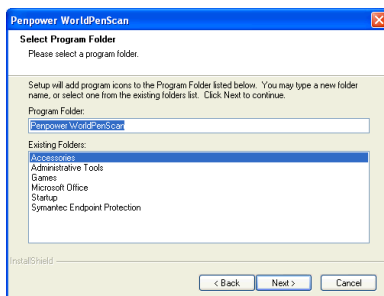 Penpower WorldPenScan
Select Program Folder
Please select a program folder.
Setup will add program icons to the Program Folder listed below. You may type a new folder
name, or select one from the existing folders list. Click Next to continue.
Program Folder:
Penpower WorldPenScan
Existing Folders:
Accessories
Administrative Tools
Games
Microsoft Office
Startup
Symantec Endpoint Protection
InstallShield
< Back
Next >
Cancel